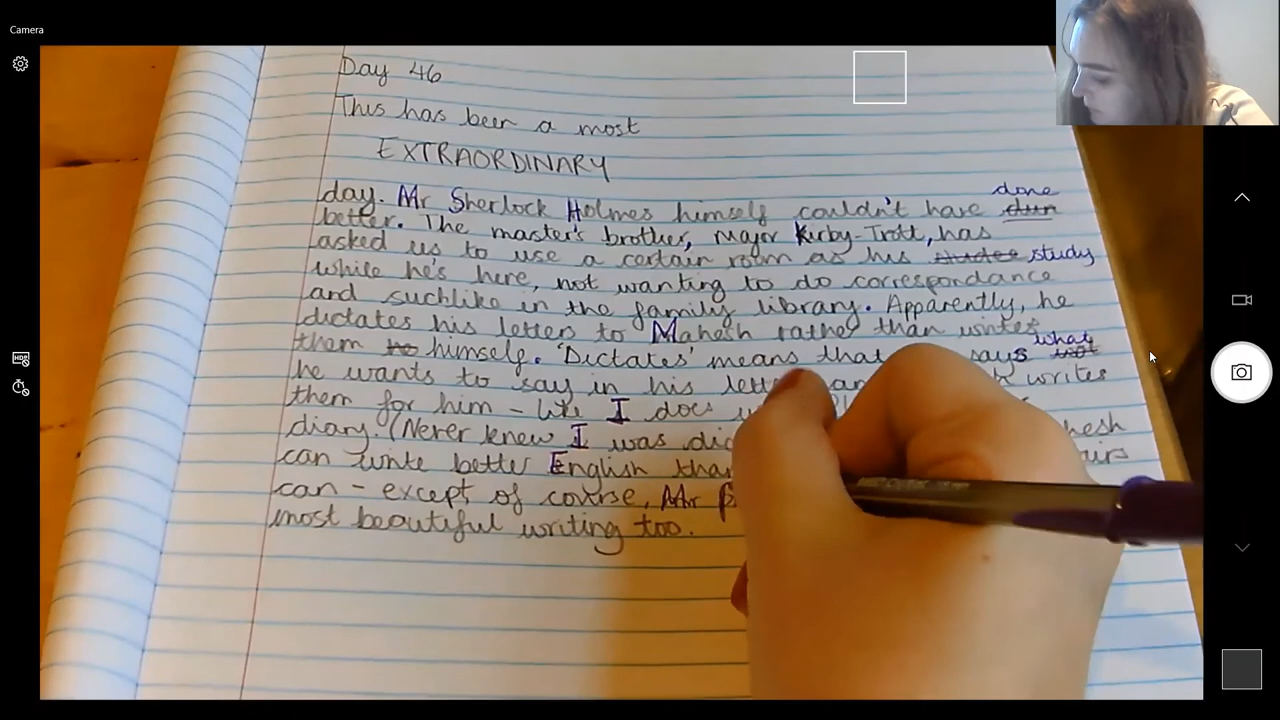 Camera
Day 46
This has been a most
EXTRAORDINARY
day. Mr Sherlock Holmes himself couldn't have dun done
better. The master's brother, Major Kirby-Trott, has
asked us to use a certain room as his study
while he's here, not wanting to do correspondance
and suchlike in the family library. Apparently, he
dictates his letters to Mahesh rather than writes
them himself. 'Dictates' means that says wot what
he wants to say in his writes
them for him - like I does
diary. (Never knew I was
can write better English than
can - except of course, Mr
most beautiful writing too.